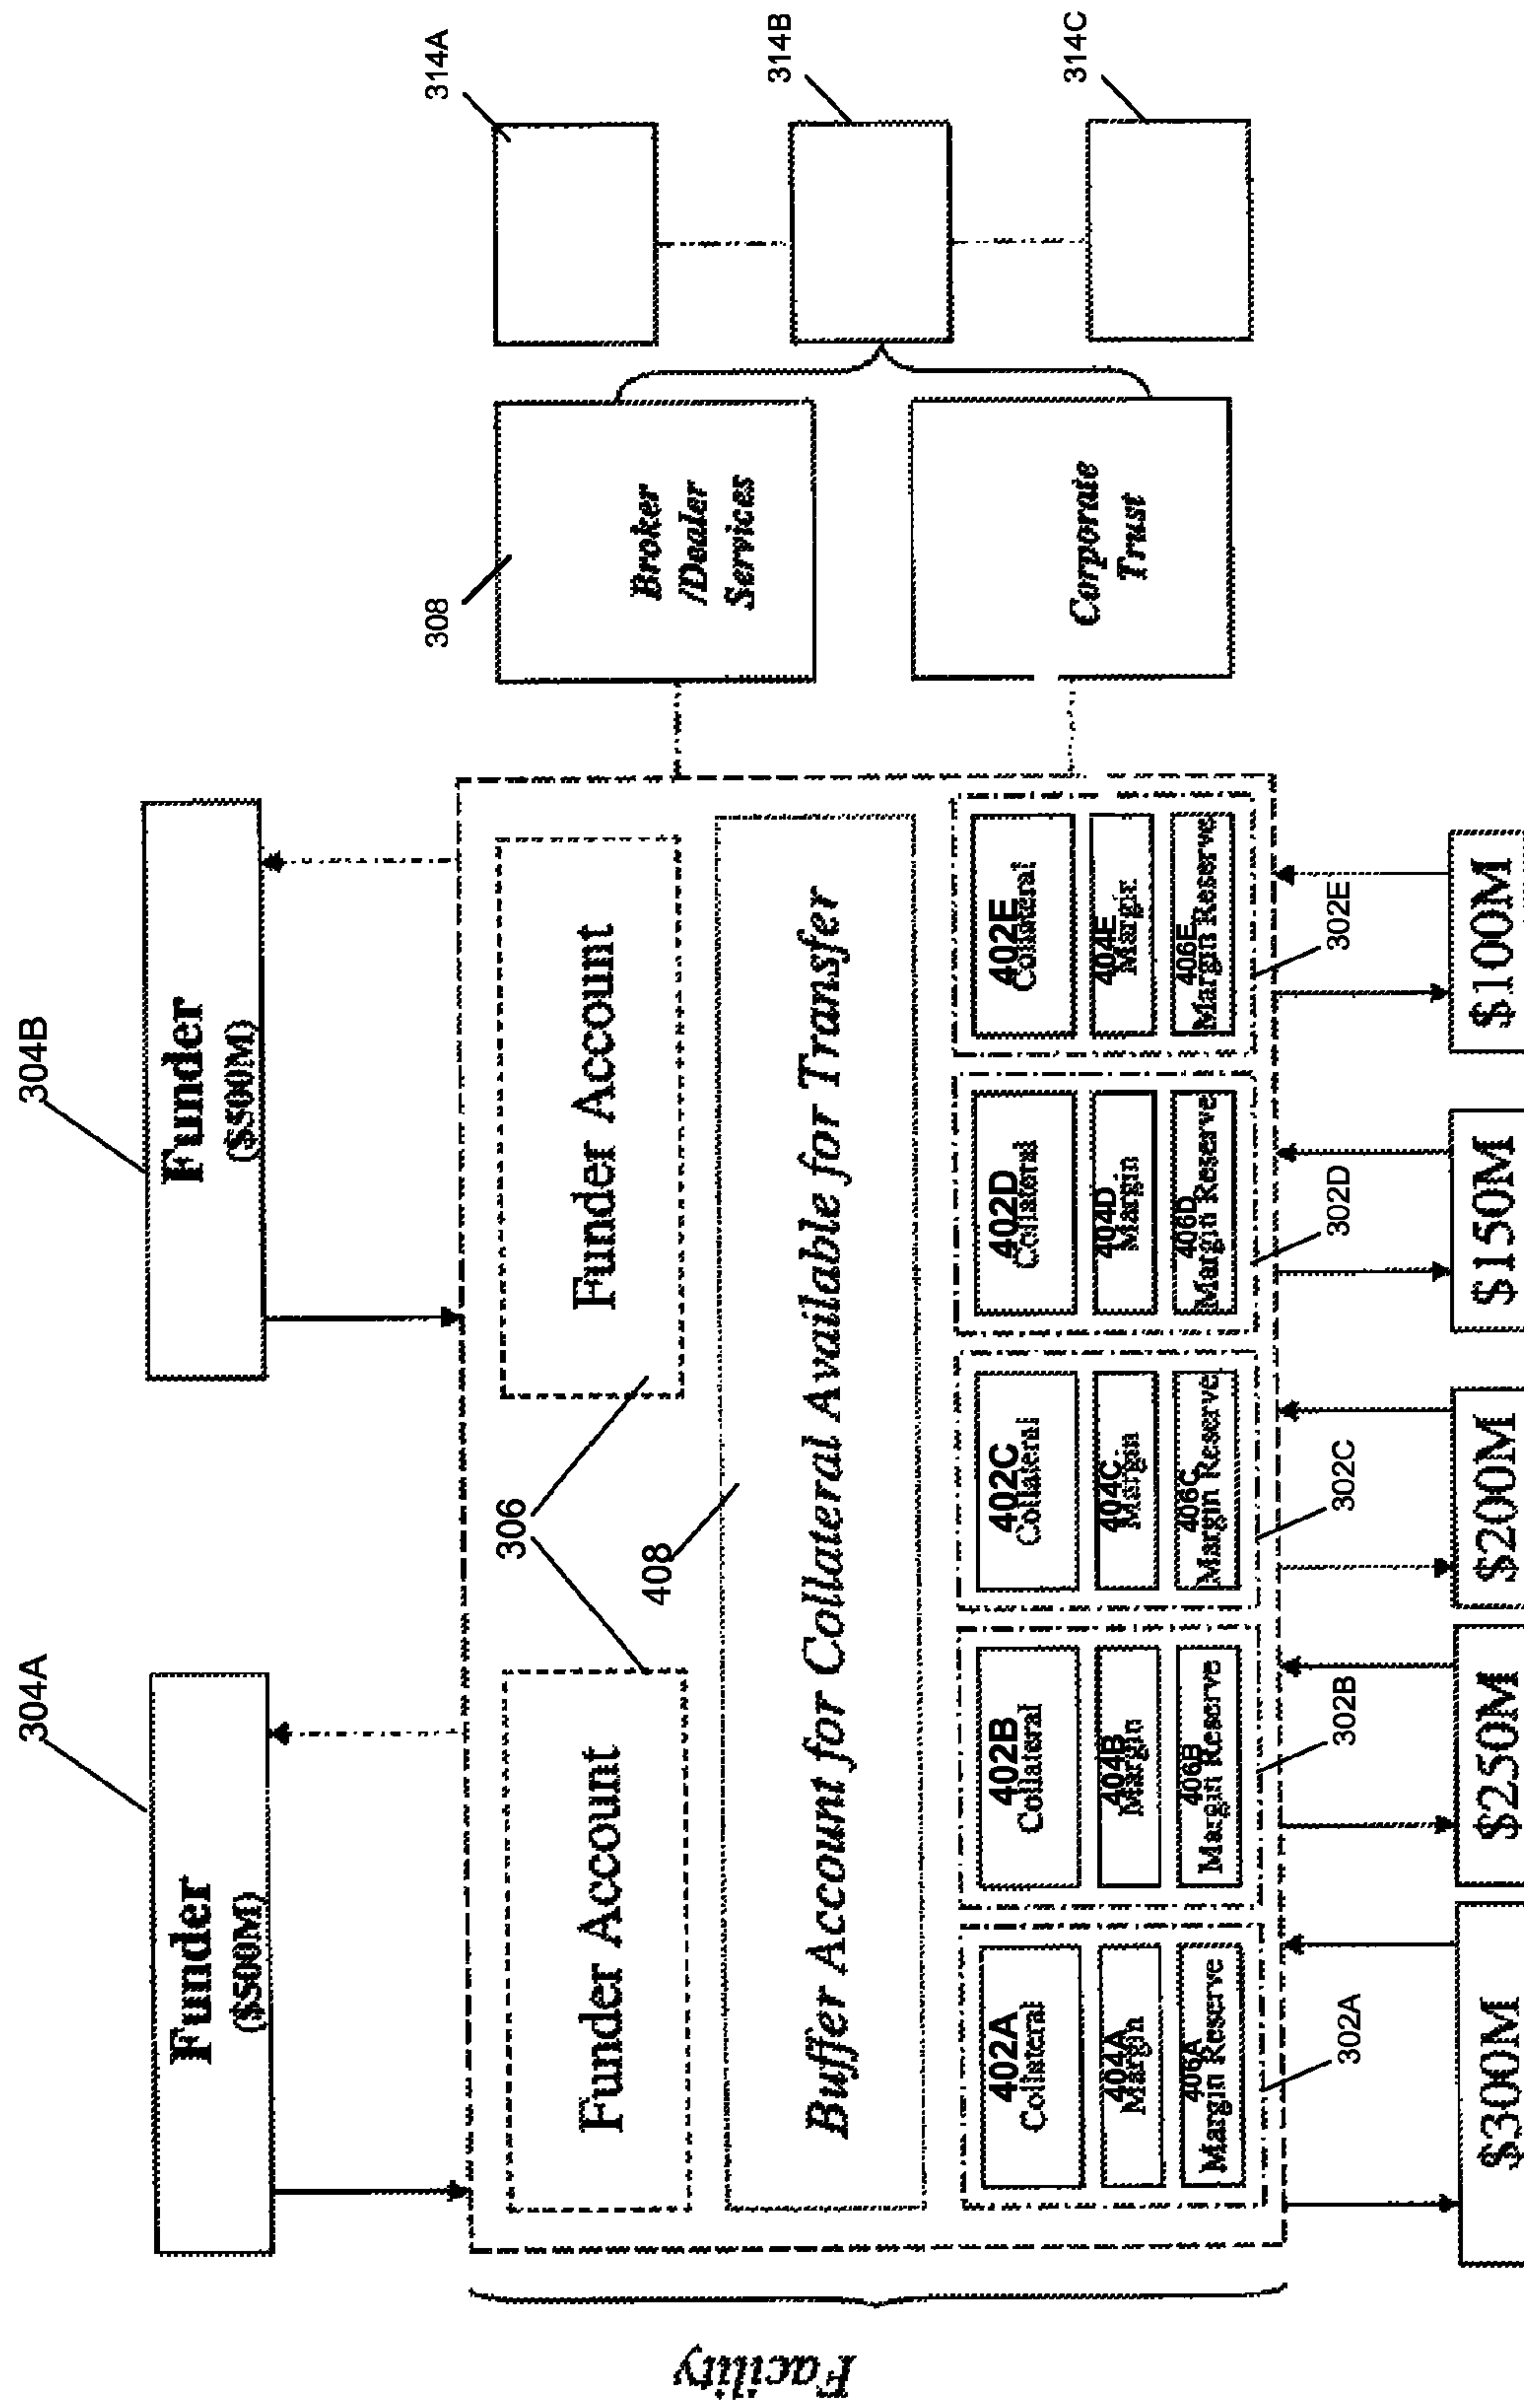 304A
304B
Funder
($500M)
Funder
($500M)
314A
314B
314C
308
Broker
/Dealer
Services
Corporate
Trust
Facility
Funder Account
Funder Account
306
408
Buffer Account for Collateral Available for Transfer
402A
Collateral
404A
Margin
406A
Margin Reserve
402B
Collateral
404B
Margin
406B
Margin Reserve
402C
Collateral
404C
Margin
406C
Margin Reserve
402D
Collateral
404D
Margin
406D
Margin Reserve
402E
Collateral
404E
Margin
406E
Margin Reserve
302A
302B
302C
302D
302E
$300M
$250M
$200M
$150M
$100M